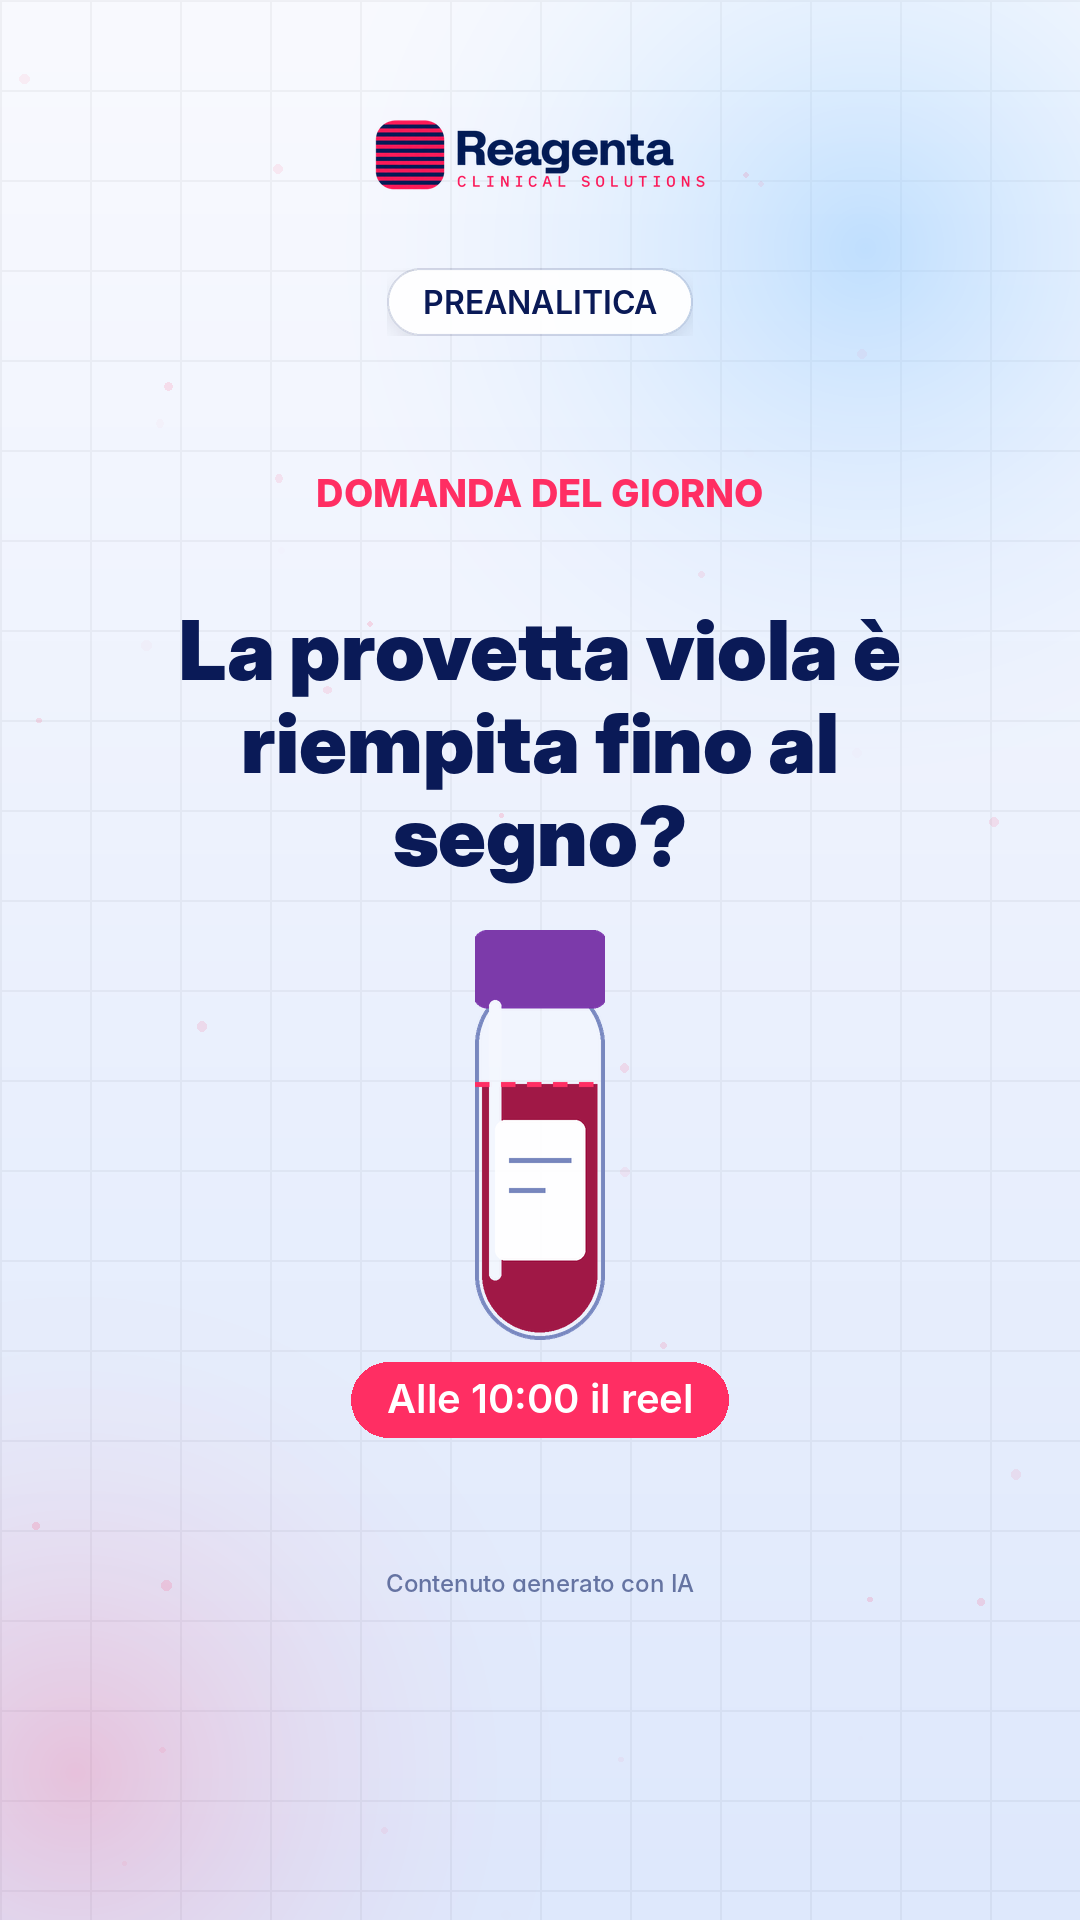 Reagenta
CLINICAL SOLUTIONS
PREANALITICA
DOMANDA DEL GIORNO
La provetta viola è
riempita fino al
segno?
Alle 10:00 il reel
Contenuto generato con IA